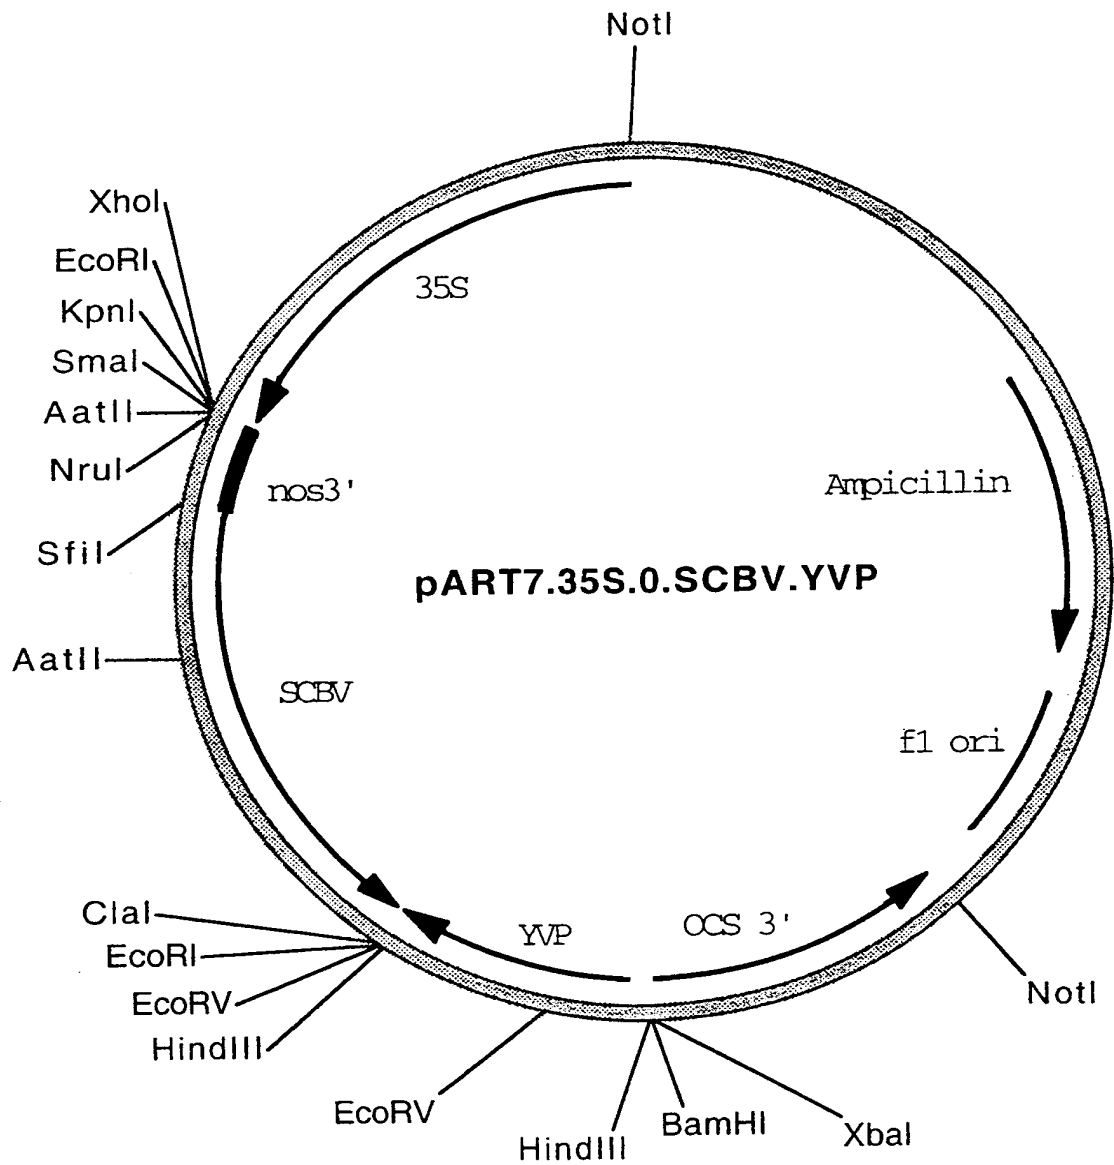 NotI
XhoI
EcoRI
KpnI
SmaI
AatII
NruI
SfiI
AatII
35S
nos3'
Ampicillin
pART7.35S.0.SCBV.YVP
SCBV
f1 ori
ClaI
EcoRI
EcoRV
HindIII
YVP
OCS 3'
NotI
EcoRV
HindIII
BamHI
XbaI